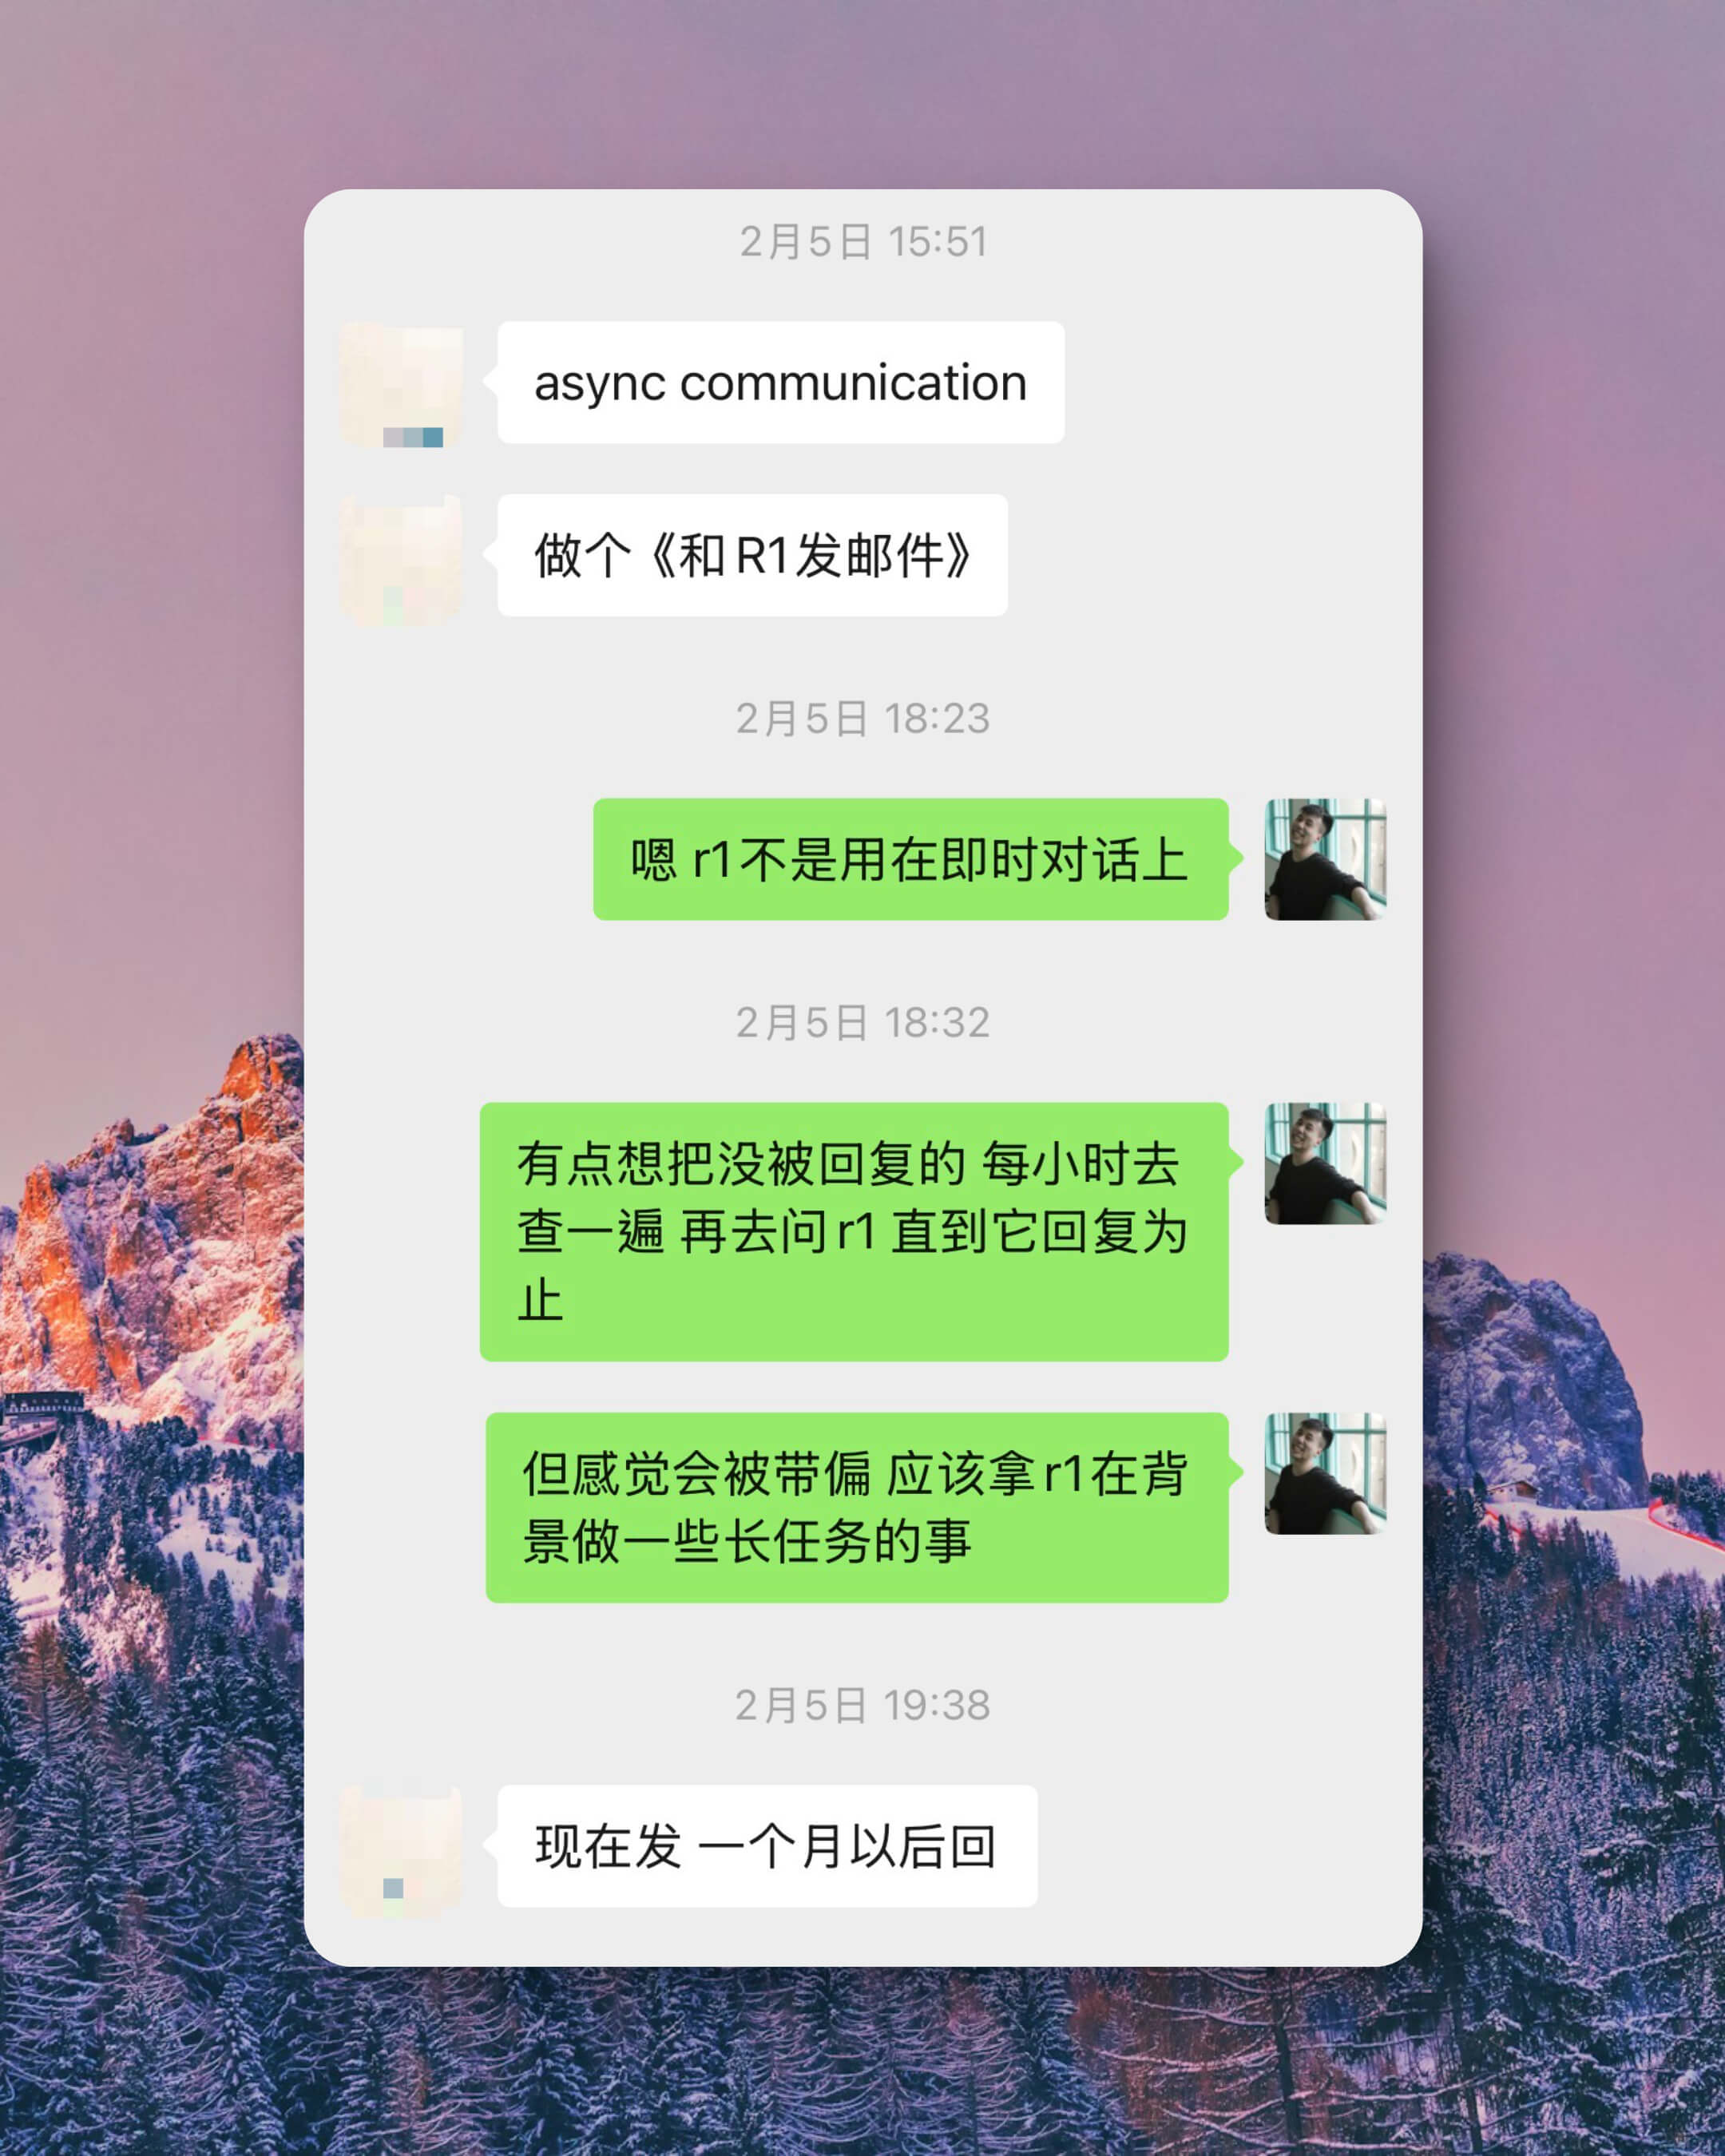 2月5日 15:51
async communication
做个《和R1发邮件》
2月5日 18:23
嗯 r1不是用在即时对话上
2月5日 18:32
有点想把没被回复的 每小时去
查一遍 再去问r1 直到它回复为
止
但感觉会被带偏 应该拿r1在背
景做一些长任务的事
2月5日 19:38
现在发 一个月以后回